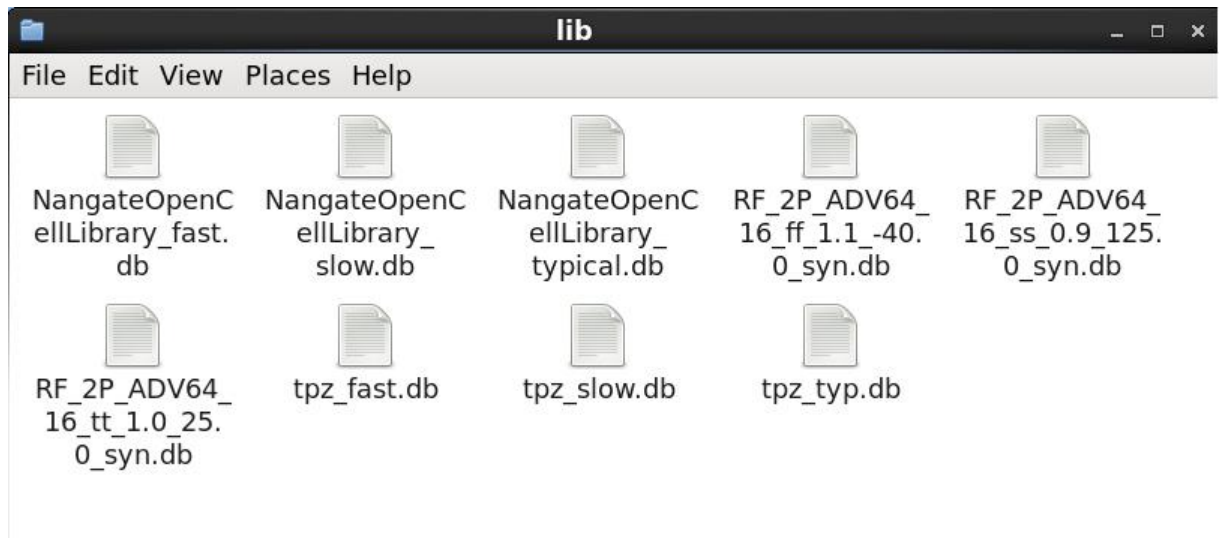 lib
File Edit View Places Help
NangateOpenC
ellLibrary_fast.
db
NangateOpenC
ellLibrary_
slow.db
NangateOpenC
ellLibrary_
typical.db
RF_2P_ADV64_
16_ff_1.1_-40.
0_syn.db
RF_2P_ADV64_
16_ss_0.9_125.
0_syn.db
RF_2P_ADV64_
16_tt_1.0_25.
0_syn.db
tpz_fast.db
tpz_slow.db
tpz_typ.db